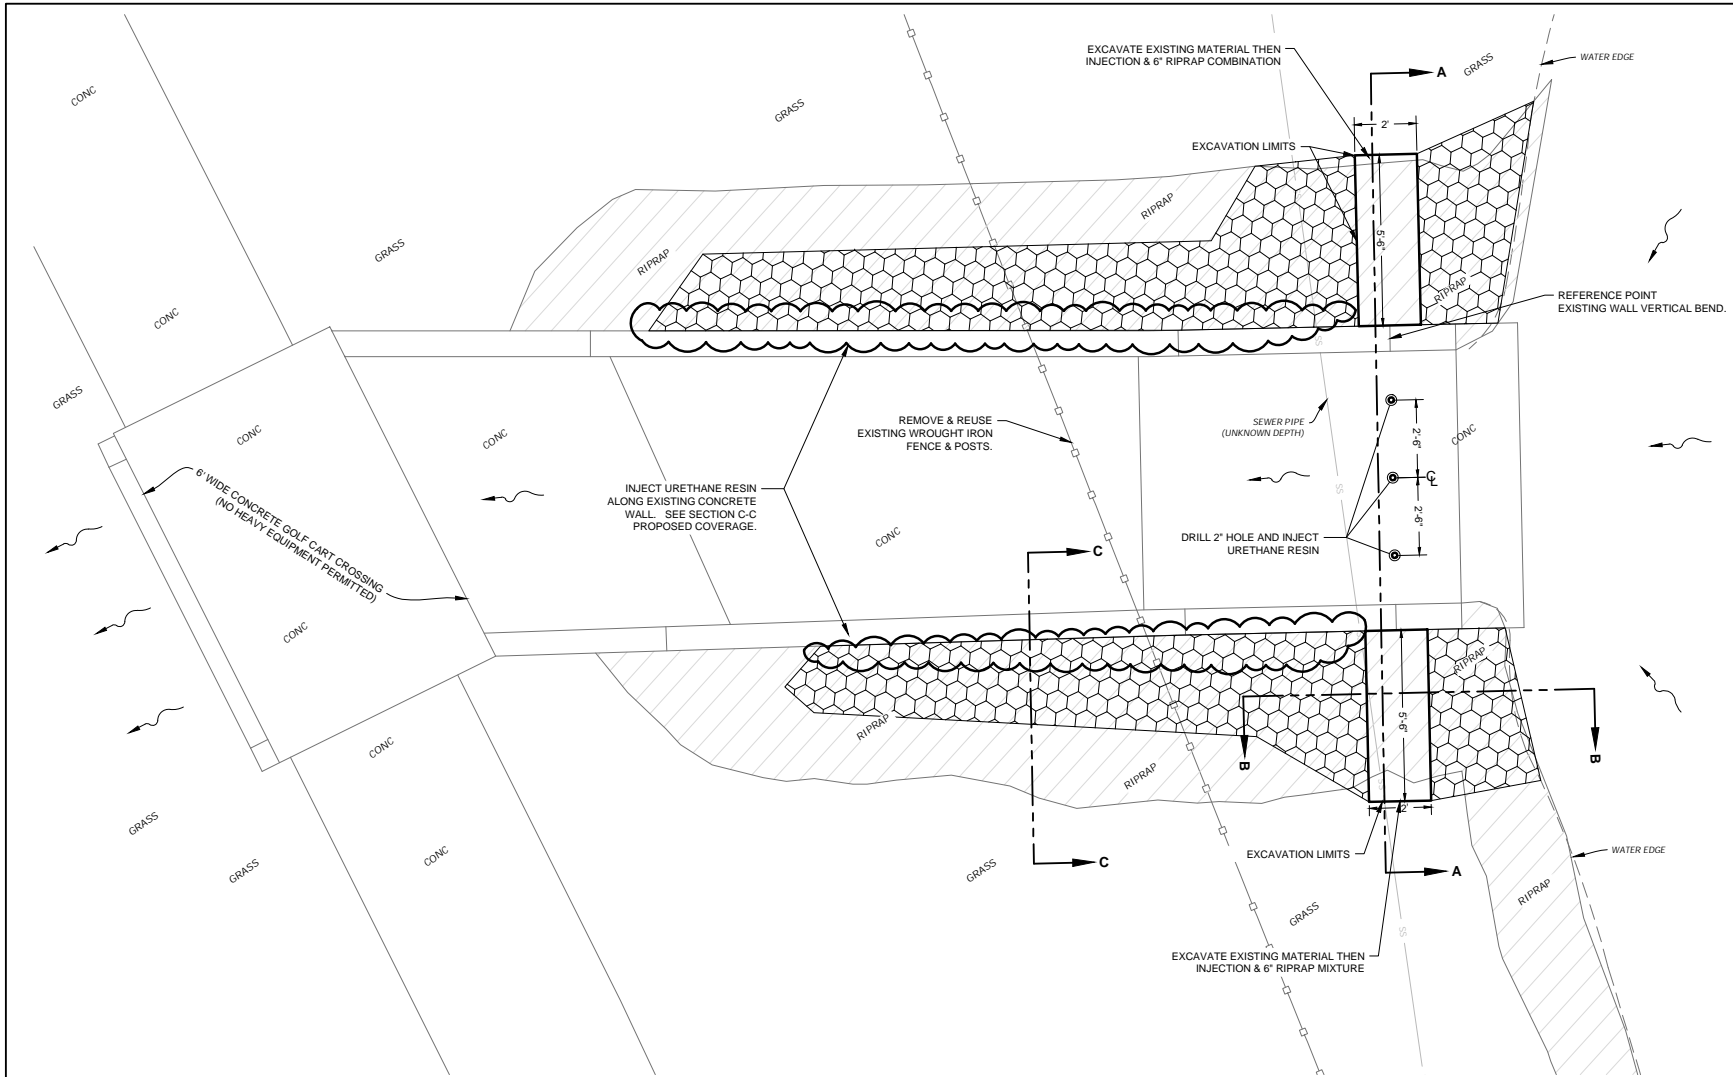 EXCAVATE EXISTING MATERIAL THEN
INJECTION & 6" RIPRAP COMBINATION
A
GRASS
WATER EDGE
CONC
GRASS
2'
EXCAVATION LIMITS
RIPRAP
GRASS
RIPRAP
5'-6"
RIPRAP
REFERENCE POINT
EXISTING WALL VERTICAL BEND.
CONC
SS
GRASS
CONC
CONC
REMOVE & REUSE
EXISTING WROUGHT IRON
FENCE & POSTS.
SEWER PIPE
(UNKNOWN DEPTH)
2'-6"
CONC
CL
6' WIDE CONCRETE GOLF CART CROSSING
(NO HEAVY EQUIPMENT PERMITTED)
INJECT URETHANE RESIN
ALONG EXISTING CONCRETE
WALL. SEE SECTION C-C
PROPOSED COVERAGE.
SS
2'-6"
CONC
DRILL 2" HOLE AND INJECT
URETHANE RESIN
C
CONC
RIPRAP
RIPRAP
5'-6"
CONC
B
B
RIPRAP
SS
2'
GRASS
CONC
GRASS
C
GRASS
EXCAVATION LIMITS
A
WATER EDGE
RIPRAP
GRASS
SS
EXCAVATE EXISTING MATERIAL THEN
INJECTION & 6" RIPRAP MIXTURE